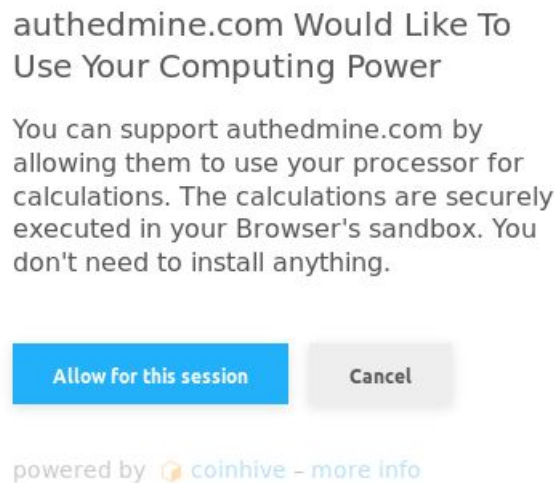 authedmine.com Would Like To
Use Your Computing Power
You can support authedmine.com by
allowing them to use your processor for
calculations. The calculations are securely
executed in your Browser's sandbox. You
don't need to install anything.
Allow for this session Cancel
powered by coinhive – more info